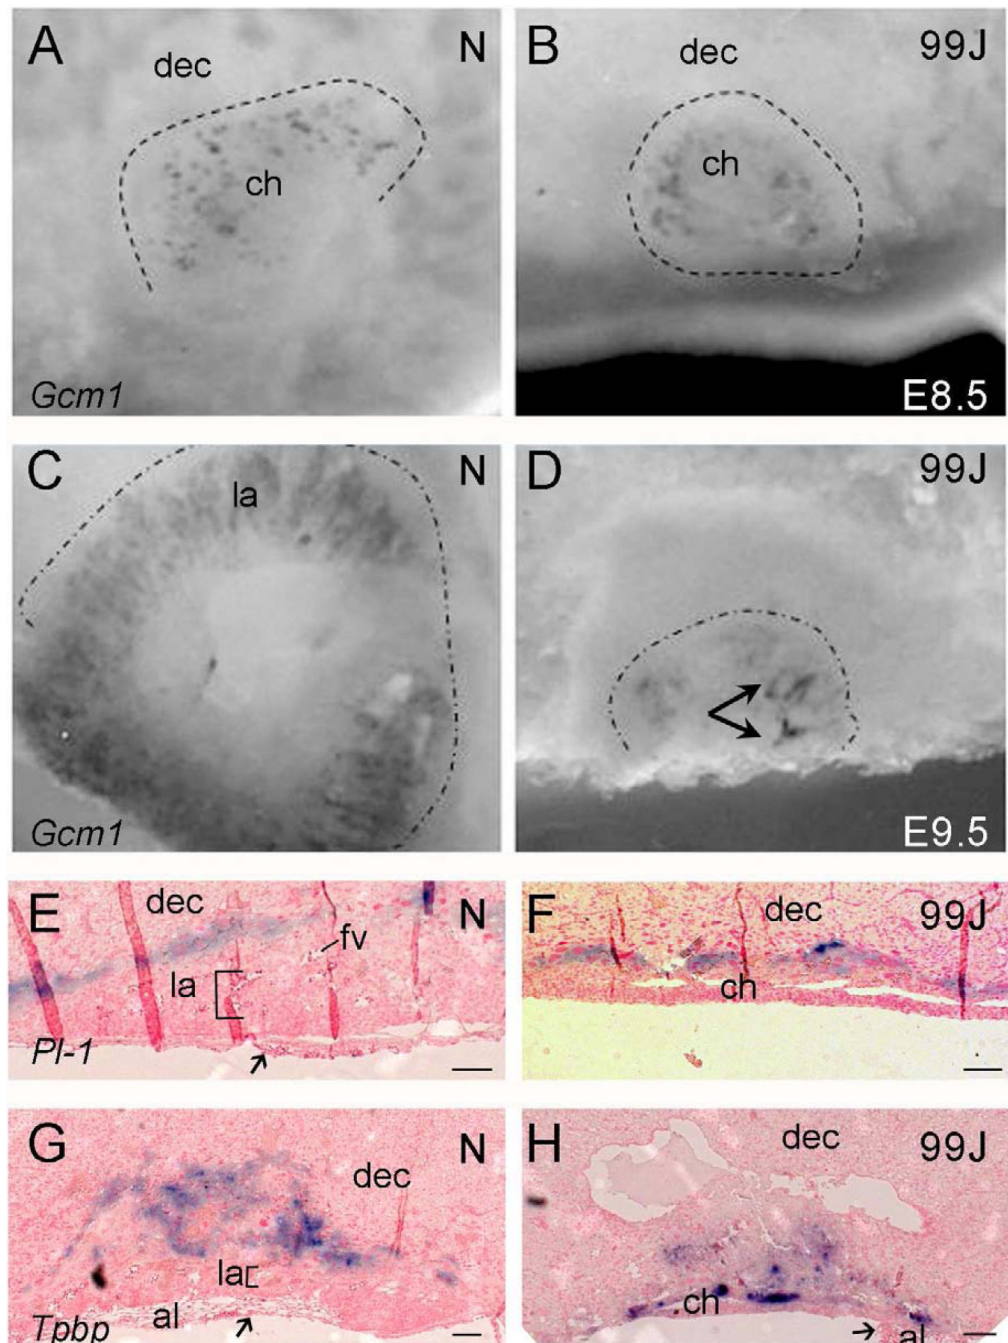 A dec N
ch
Gcm1
B dec 99J
ch
E8.5
C N
la
Gcm1
D 99J
E9.5
E dec N
fv
la
Pl-1
F dec 99J
ch
G N
dec
la
al
Tpbp
H dec 99J
ch
al